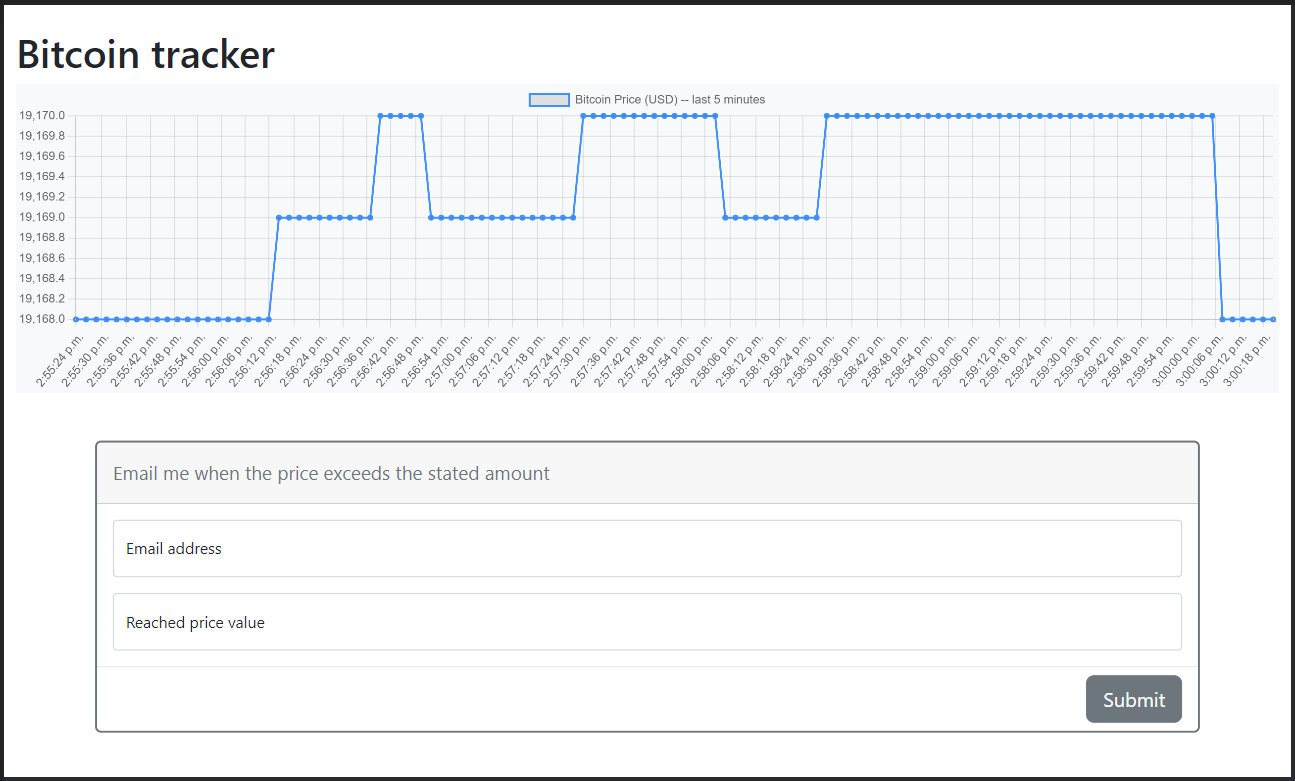 Bitcoin tracker
Bitcoin Price (USD) -- last 5 minutes
19,170.0
19,169.8
19,169.6
19,169.4
19,169.2
19,169.0
19,168.8
19,168.6
19,168.4
19,168.2
19,168.0
2:55:24 p.m.
2:55:30 p.m.
2:55:36 p.m.
2:55:42 p.m.
2:55:48 p.m.
2:55:54 p.m.
2:56:00 p.m.
2:56:06 p.m.
2:56:12 p.m.
2:56:18 p.m.
2:56:24 p.m.
2:56:30 p.m.
2:56:36 p.m.
2:56:42 p.m.
2:56:48 p.m.
2:56:54 p.m.
2:57:00 p.m.
2:57:06 p.m.
2:57:12 p.m.
2:57:18 p.m.
2:57:24 p.m.
2:57:30 p.m.
2:57:36 p.m.
2:57:42 p.m.
2:57:48 p.m.
2:57:54 p.m.
2:58:00 p.m.
2:58:06 p.m.
2:58:12 p.m.
2:58:18 p.m.
2:58:24 p.m.
2:58:30 p.m.
2:58:36 p.m.
2:58:42 p.m.
2:58:48 p.m.
2:58:54 p.m.
2:59:00 p.m.
2:59:06 p.m.
2:59:12 p.m.
2:59:18 p.m.
2:59:24 p.m.
2:59:30 p.m.
2:59:36 p.m.
2:59:42 p.m.
2:59:48 p.m.
2:59:54 p.m.
3:00:00 p.m.
3:00:06 p.m.
3:00:12 p.m.
3:00:18 p.m.
Email me when the price exceeds the stated amount
Email address
Reached price value
Submit